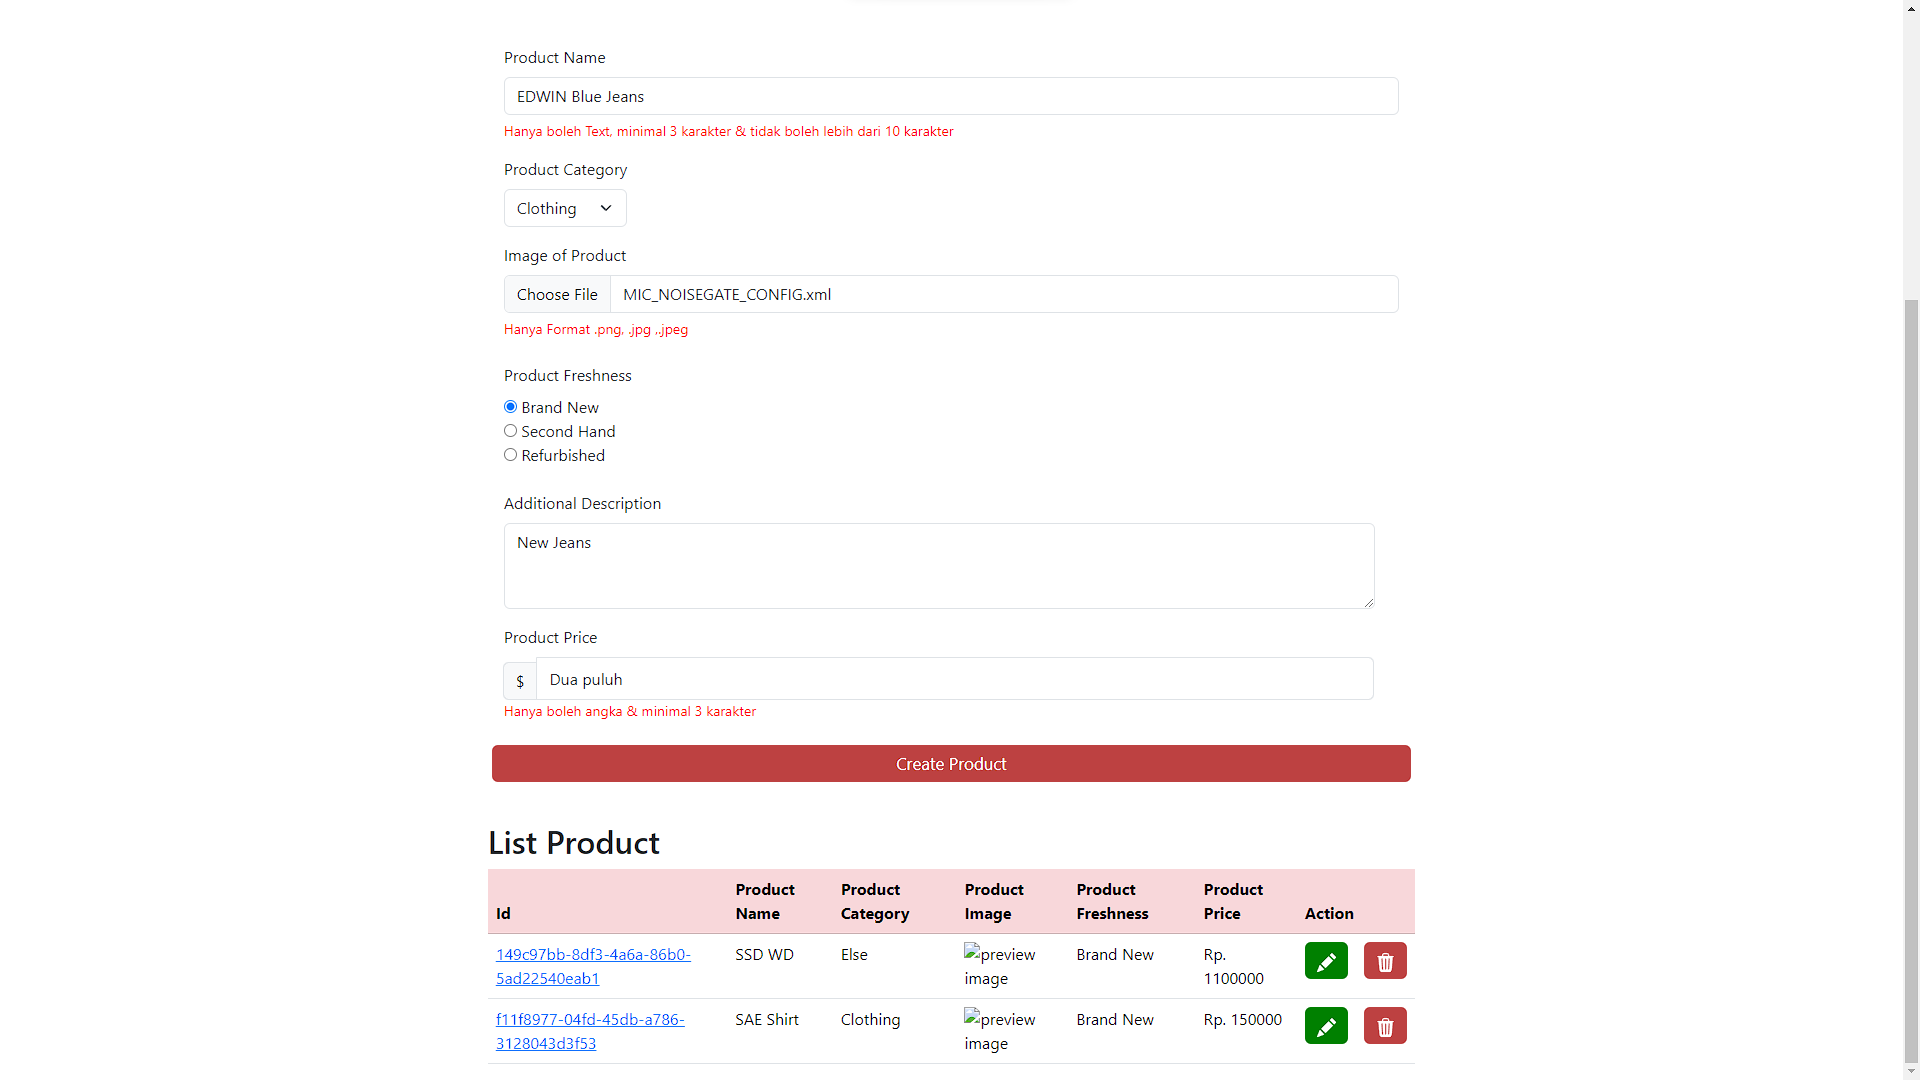 Product Name
EDWIN Blue Jeans
Hanya boleh Text, minimal 3 karakter & tidak boleh lebih dari 10 karakter
Product Category
Clothing
Image of Product
Choose File MIC_NOISEGATE_CONFIG.xml
Hanya Format .png, .jpg ,.jpeg
Product Freshness
Brand New
Second Hand
Refurbished
Additional Description
New Jeans
Product Price
$ Dua puluh
Hanya boleh angka & minimal 3 karakter
Create Product
List Product
Product Product Product Product Product
Id Name Category Image Freshness Price Action
149c97bb-8df3-4a6a-86b0- SSD WD Else preview Brand New Rp.
5ad22540eab1 image 1100000
f11f8977-04fd-45db-a786- SAE Shirt Clothing preview Brand New Rp. 150000
3128043d3f53 image